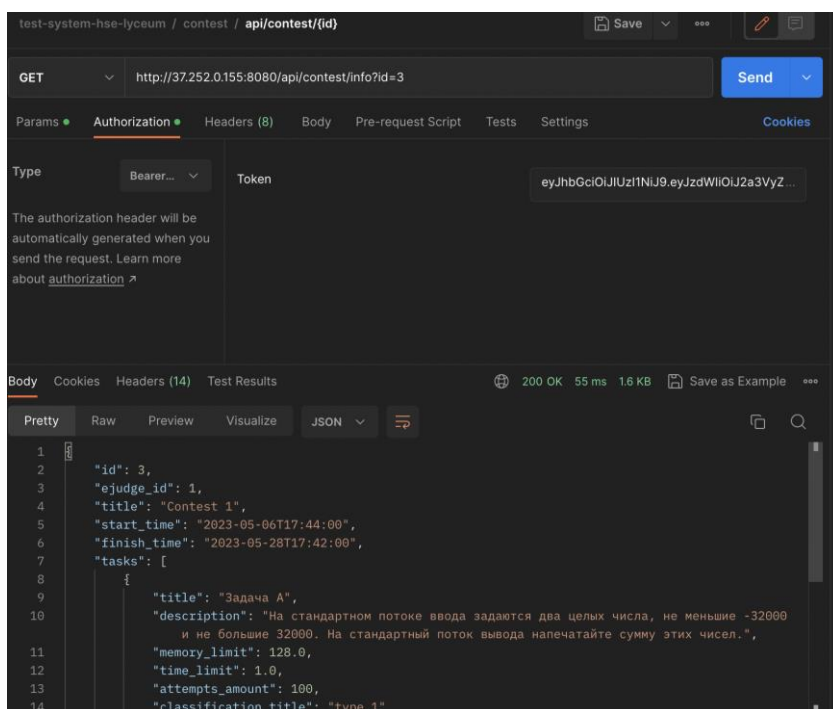 test-system-hse-lyceum / contest / api/contest/{id} Save
GET http://37.252.0.155:8080/api/contest/info?id=3 Send
Params Authorization Headers (8) Body Pre-request Script Tests Settings Cookies
Type Bearer... Token eyJhbGciOiJIUzI1NiJ9.eyJzdWIiOiJ2a3VyZ...
The authorization header will be
automatically generated when you
send the request. Learn more
about authorization ↗
Body Cookies Headers (14) Test Results 200 OK 55 ms 1.6 KB Save as Example
Pretty Raw Preview Visualize JSON
1 {
2 "id": 3,
3 "ejudge_id": 1,
4 "title": "Contest 1",
5 "start_time": "2023-05-06T17:44:00",
6 "finish_time": "2023-05-28T17:42:00",
7 "tasks": [
8 {
9 "title": "Задача A",
10 "description": "На стандартном потоке ввода задаются два целых числа, не меньшие -32000
и не большие 32000. На стандартный поток вывода напечатайте сумму этих чисел.",
11 "memory_limit": 128.0,
12 "time_limit": 1.0,
13 "attempts_amount": 100,
14 "classification_title": "type 1"